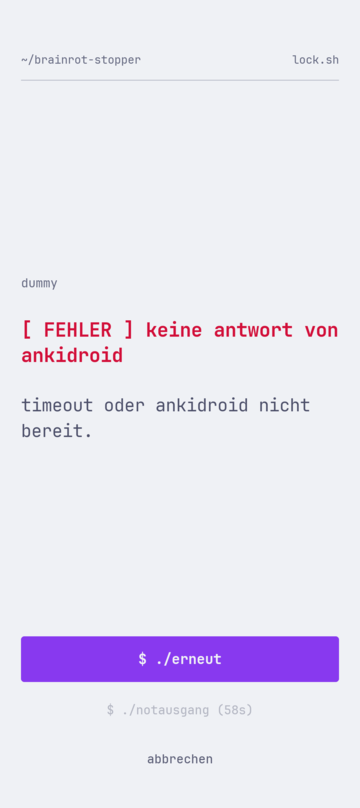 ~/brainrot-stopper lock.sh
dummy
[ FEHLER ] keine antwort von
ankidroid
timeout oder ankidroid nicht
bereit.
$ ./erneut
$ ./notausgang (58s)
abbrechen